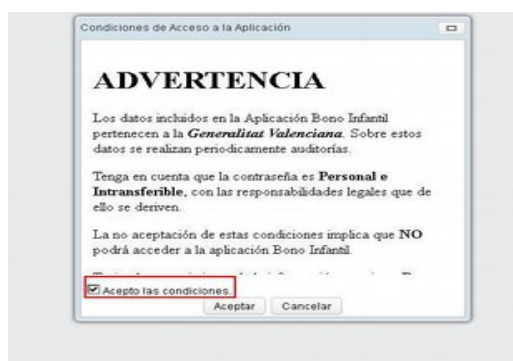 Condiciones de Acceso a la Aplicación
ADVERTENCIA
Los datos incluidos en la Aplicación Bono Infantil
pertenecen a la Generalitat Valenciana. Sobre estos
datos se realizan periodicamente auditorías.
Tenga en cuenta que la contraseña es Personal e
Intransferible, con las responsabilidades legales que de
ello se deriven.
La no aceptación de estas condiciones implica que NO
podrá acceder a la aplicación Bono Infantil.
Acepto las condiciones.
Aceptar Cancelar